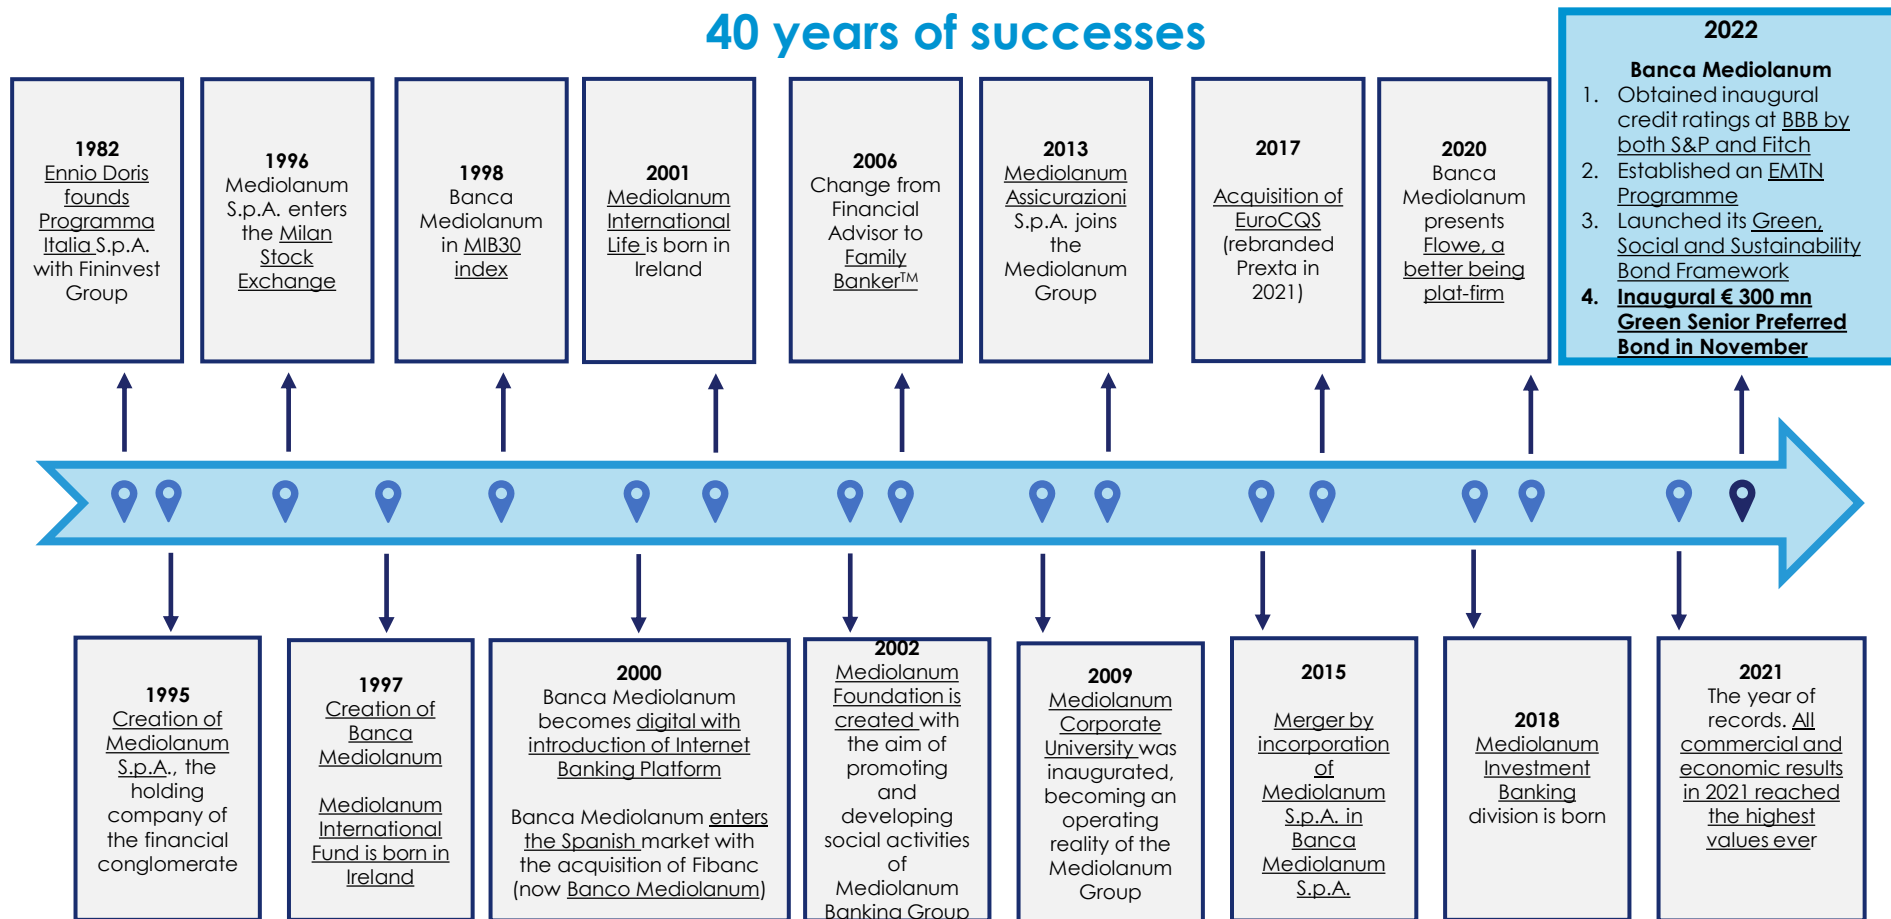 40 years of successes
1982
Ennio Doris
founds
Programma
Italia S.p.A.
with Fininvest
Group
1996
Mediolanum
S.p.A. enters
the Milan
Stock
Exchange
1998
Banca
Mediolanum
in MIB30
index
2001
Mediolanum
International
Life is born in
Ireland
2006
Change from
Financial
Advisor to
Family
Banker™
2013
Mediolanum
Assicurazioni
S.p.A. joins
the
Mediolanum
Group
2017
Acquisition of
EuroCQS
(rebranded
Prexta in
2021)
2020
Banca
Mediolanum
presents
Flowe, a
better being
plat-firm
2022
Banca Mediolanum
1. Obtained inaugural
credit ratings at BBB by
both S&P and Fitch
2. Established an EMTN
Programme
3. Launched its Green,
Social and Sustainability
Bond Framework
4. Inaugural € 300 mn
Green Senior Preferred
Bond in November
1995
Creation of
Mediolanum
S.p.A., the
holding
company of
the financial
conglomerate
1997
Creation of
Banca
Mediolanum
Mediolanum
International
Fund is born in
Ireland
2000
Banca Mediolanum
becomes digital with
introduction of Internet
Banking Platform
Banca Mediolanum enters
the Spanish market with
the acquisition of Fibanc
(now Banco Mediolanum)
2002
Mediolanum
Foundation is
created with
the aim of
promoting
and
developing
social activities
of
Mediolanum
Banking Group
2009
Mediolanum
Corporate
University was
inaugurated,
becoming an
operating
reality of the
Mediolanum
Group
2015
Merger by
incorporation
of
Mediolanum
S.p.A. in
Banca
Mediolanum
S.p.A.
2018
Mediolanum
Investment
Banking
division is born
2021
The year of
records. All
commercial and
economic results
in 2021 reached
the highest
values ever